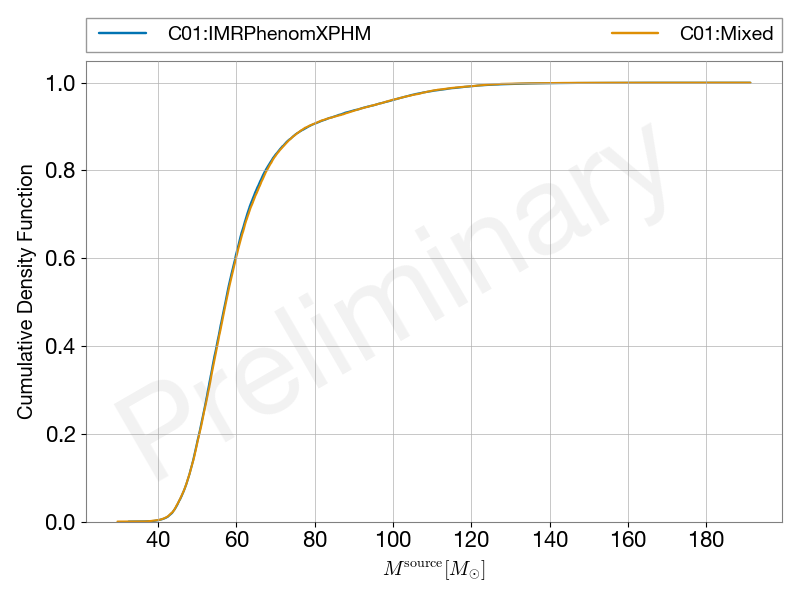 C01:IMRPhenomXPHM C01:Mixed
1.0
0.8
0.6
0.4
0.2
0.0
Cumulative Density Function
Preliminary
40 60 80 100 120 140 160 180
M^source [M_⊙]